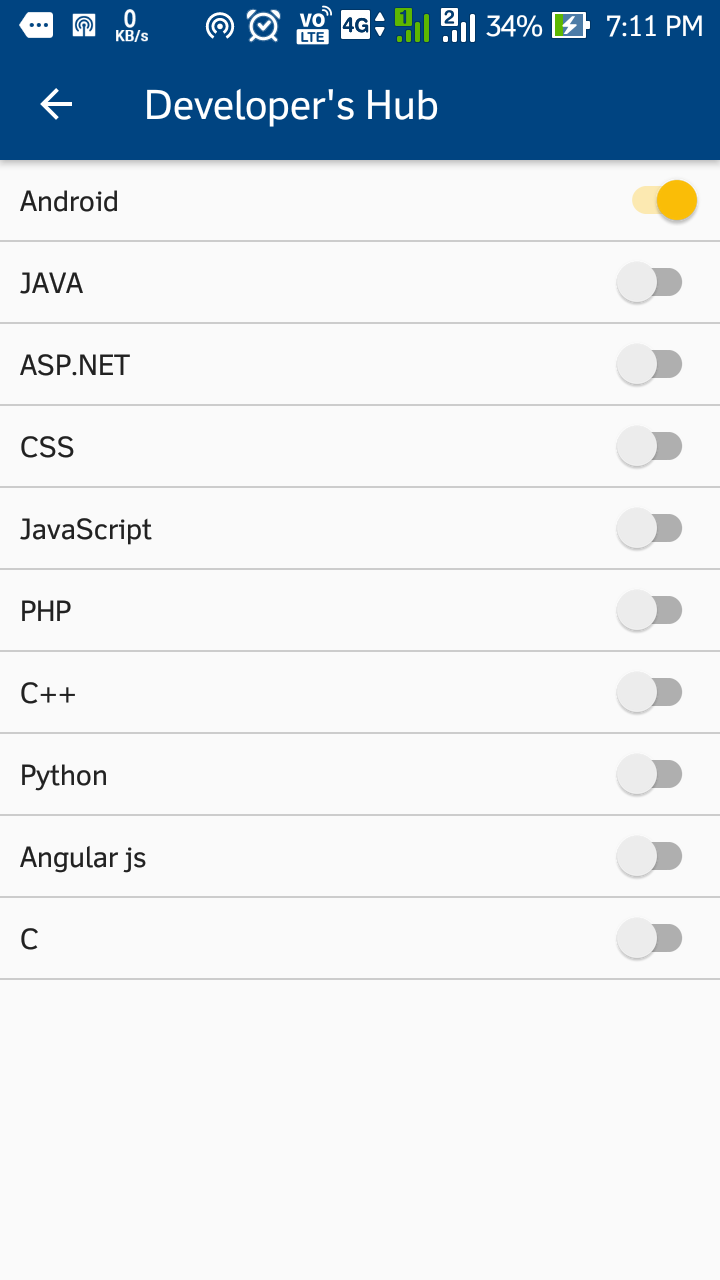 0
KB/s
VO
LTE
4G
1
2
34%
7:11 PM
Developer's Hub
Android
JAVA
ASP.NET
CSS
JavaScript
PHP
C++
Python
Angular js
C